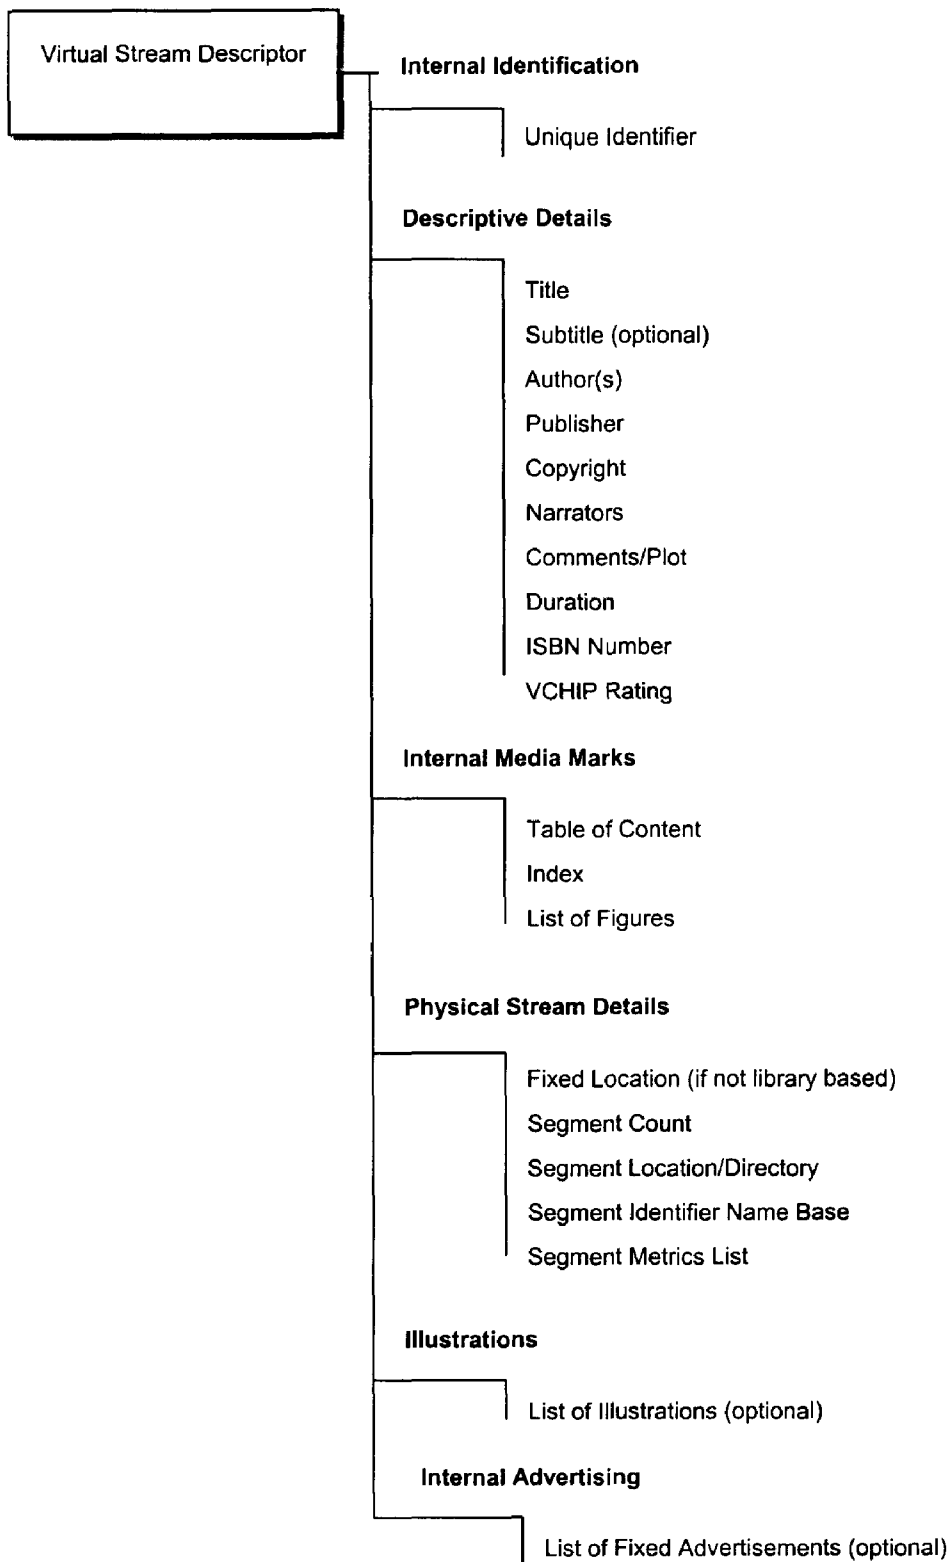 Virtual Stream Descriptor
Internal Identification
Unique Identifier
Descriptive Details
Title
Subtitle (optional)
Author(s)
Publisher
Copyright
Narrators
Comments/Plot
Duration
ISBN Number
VCHIP Rating
Internal Media Marks
Table of Content
Index
List of Figures
Physical Stream Details
Fixed Location (if not library based)
Segment Count
Segment Location/Directory
Segment Identifier Name Base
Segment Metrics List
Illustrations
List of Illustrations (optional)
Internal Advertising
List of Fixed Advertisements (optional)